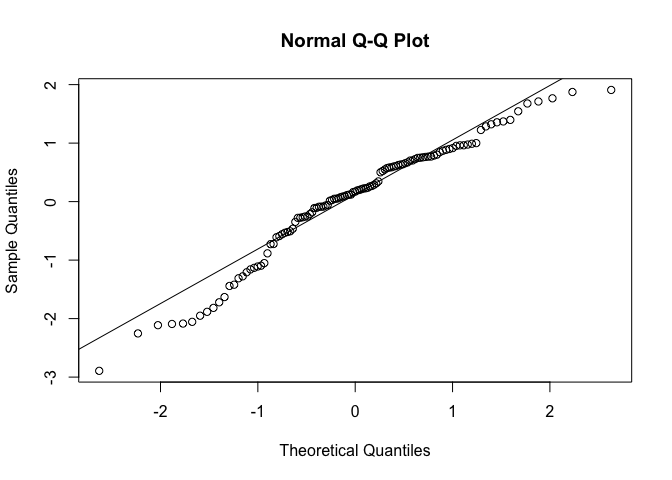 Normal Q-Q Plot
2
1
0
-1
-2
-3
Sample Quantiles
-2 -1 0 1 2
Theoretical Quantiles